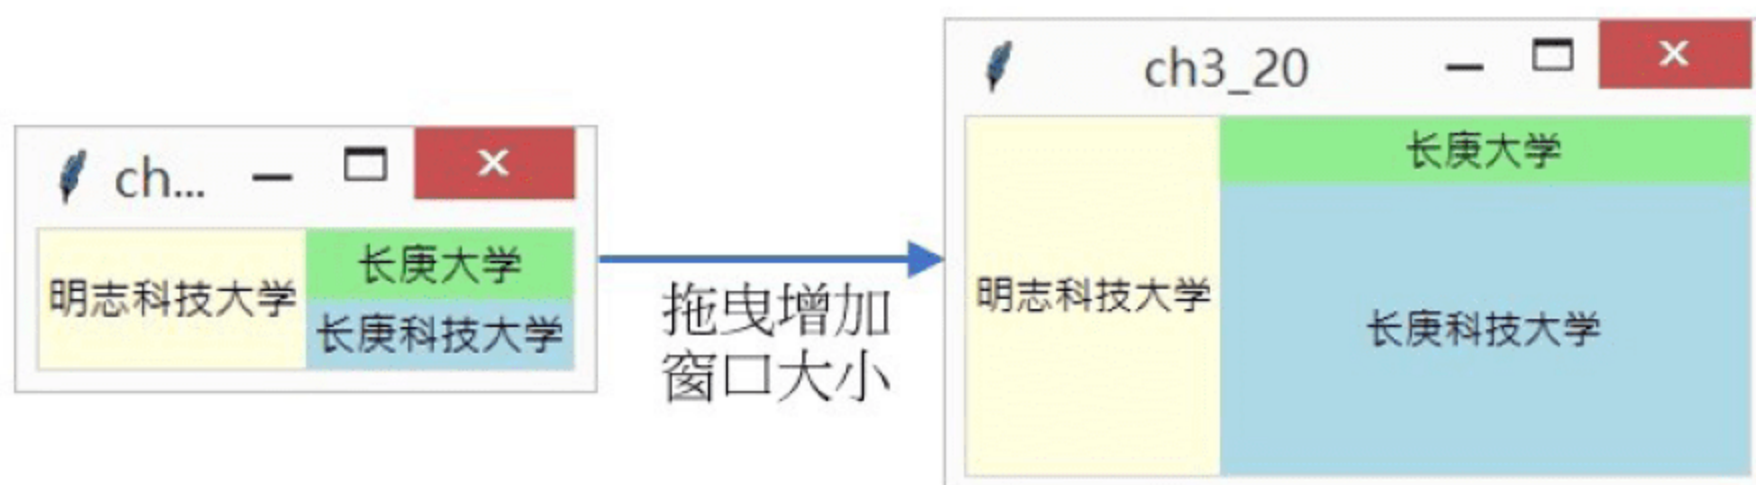 ch...
明志科技大学
长庚大学
长庚科技大学
拖曳增加
窗口大小
ch3_20
明志科技大学
长庚大学
长庚科技大学